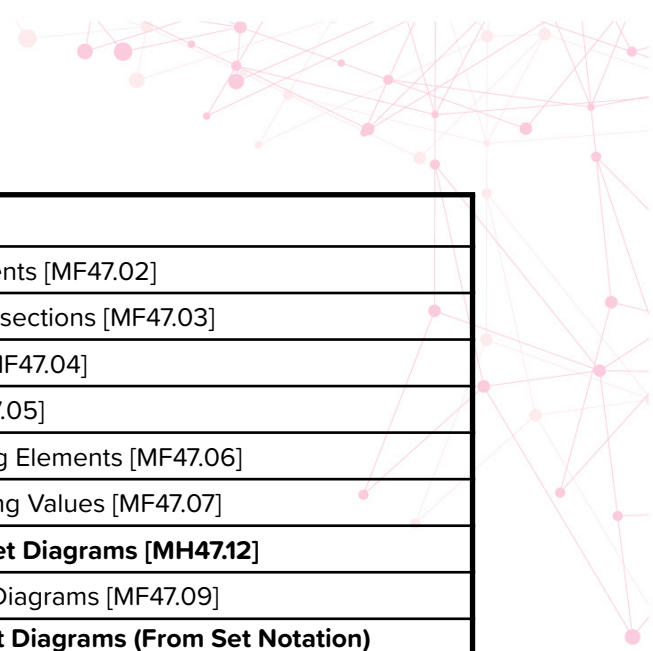 ents [MF47.02]
sections [MF47.03]
MF47.04]
.05]
g Elements [MF47.06]
ng Values [MF47.07]
et Diagrams [MH47.12]
Diagrams [MF47.09]
t Diagrams (From Set Notation)